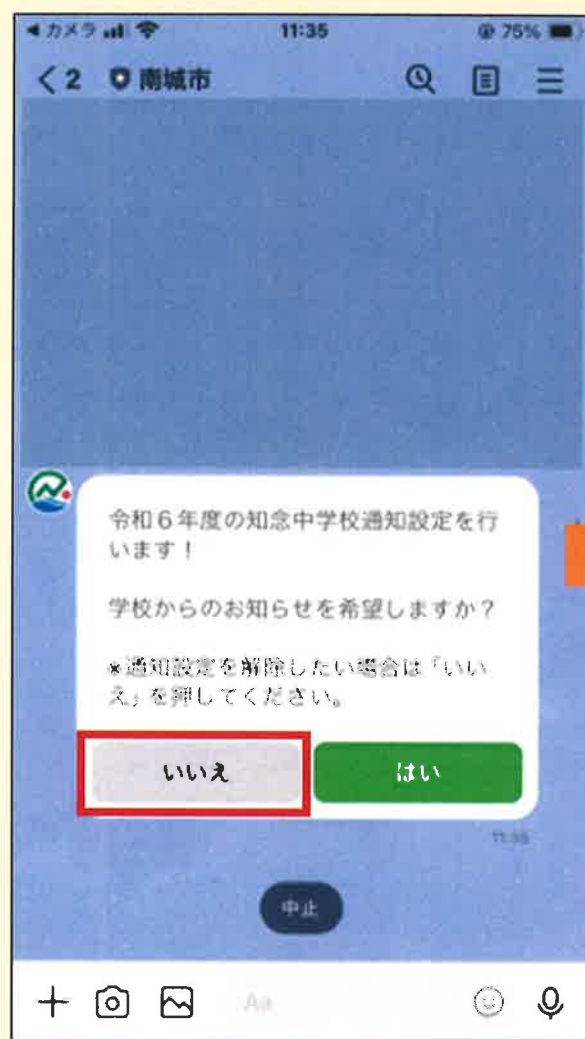 カメラ 11:35 75%
2 南城市
令和6年度の知念中学校通知設定を行
います！
学校からのお知らせを希望しますか？
*通知設定を解除したい場合は「いい
え」を押してください。
いいえ はい
11:35
中止
Aa